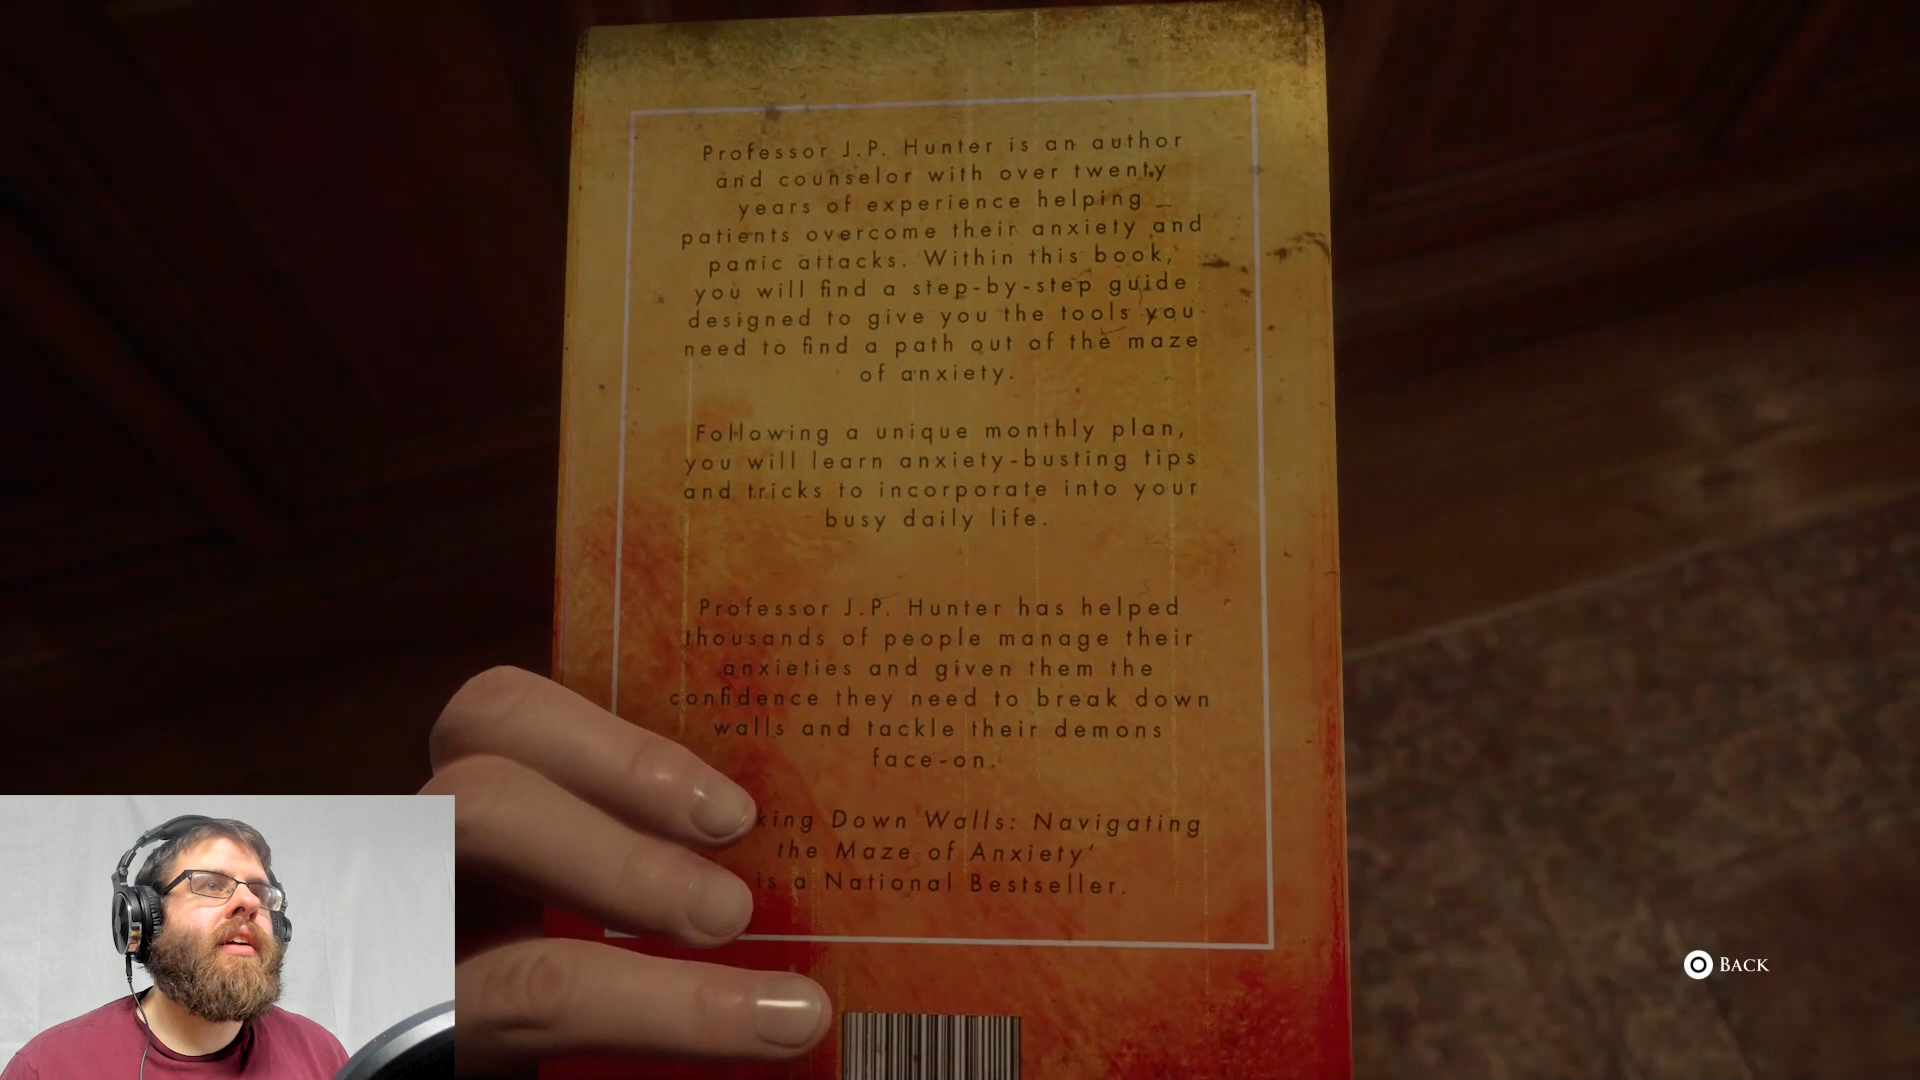 Professor J.P. Hunter is an author
and counselor with over twenty
years of experience helping
patients overcome their anxiety and
panic attacks. Within this book,
you will find a step-by-step guide
designed to give you the tools you
need to find a path out of the maze
of anxiety.
Following a unique monthly plan,
you will learn anxiety-busting tips
and tricks to incorporate into your
busy daily life.
Professor J.P. Hunter has helped
thousands of people manage their
anxieties and given them the
confidence they need to break down
walls and tackle their demons
face-on.
king Down Walls: Navigating
the Maze of Anxiety'
is a National Bestseller.
BACK